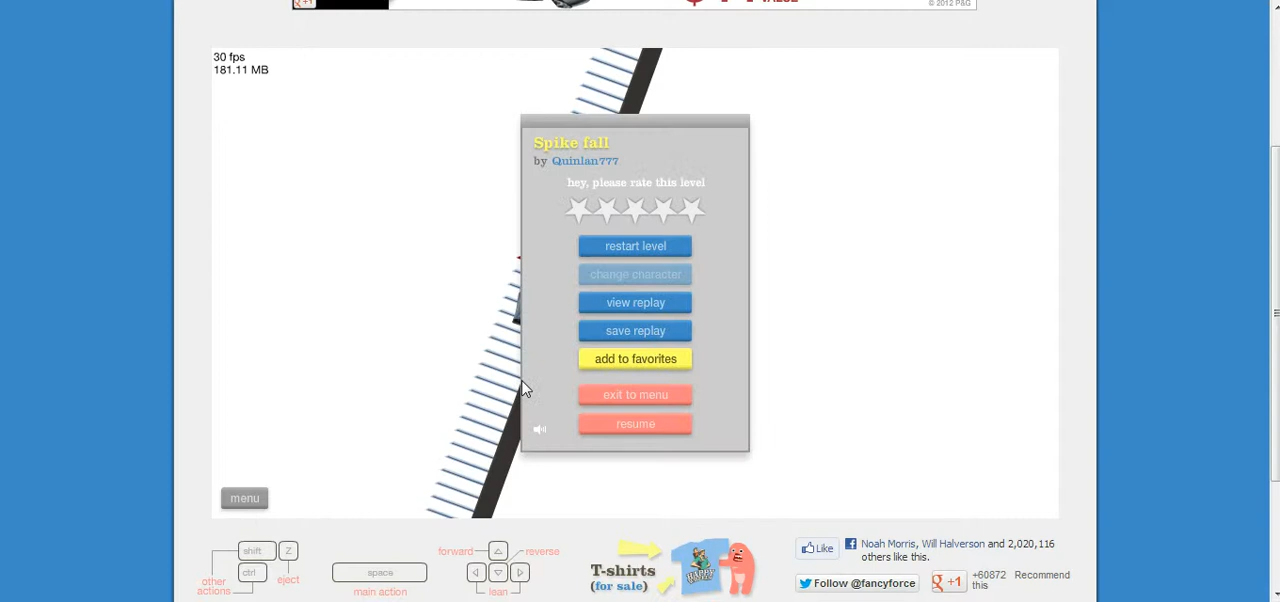 g +1
© 2012 P&G
30 fps
181.11 MB
Spike fall
by Quinlan777
hey, please rate this level
restart level
change character
view replay
save replay
add to favorites
exit to menu
resume
menu
shift
Z
ctrl
eject
other
actions
space
main action
forward
reverse
lean
T-shirts
(for sale)
HAPPY
Like
Noah Morris, Will Halverson and 2,020,116
others like this.
Follow @fancyforce
g +1
+60872 Recommend
this